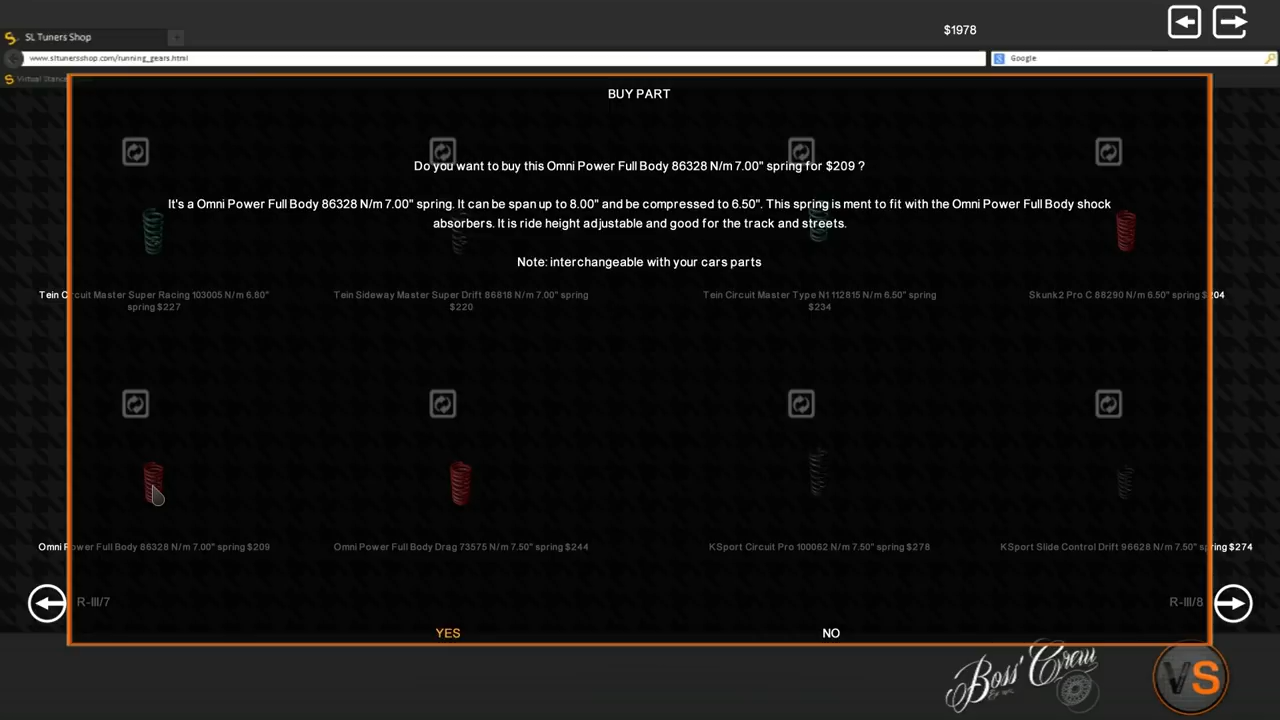 $1978
SL Tuners Shop
www.sltunersshop.com/running_gears.html
Google
Virtual Stance
BUY PART
Do you want to buy this Omni Power Full Body 86328 N/m 7.00" spring for $209 ?
It's a Omni Power Full Body 86328 N/m 7.00" spring. It can be span up to 8.00" and be compressed to 6.50". This spring is ment to fit with the Omni Power Full Body shock
absorbers. It is ride height adjustable and good for the track and streets.
Note: interchangeable with your cars parts
Tein Circuit Master Super Racing 103005 N/m 6.80"
spring $227
Tein Sideway Master Super Drift 86818 N/m 7.00" spring
$220
Tein Circuit Master Type N1 112815 N/m 6.50" spring
$234
Skunk2 Pro C 88290 N/m 6.50" spring $204
Omni Power Full Body 86328 N/m 7.00" spring $209
Omni Power Full Body Drag 73575 N/m 7.50" spring $244
KSport Circuit Pro 100062 N/m 7.50" spring $278
KSport Slide Control Drift 96628 N/m 7.50" spring $274
R-III/7
R-III/8
YES
NO
Boss' Crew
VS